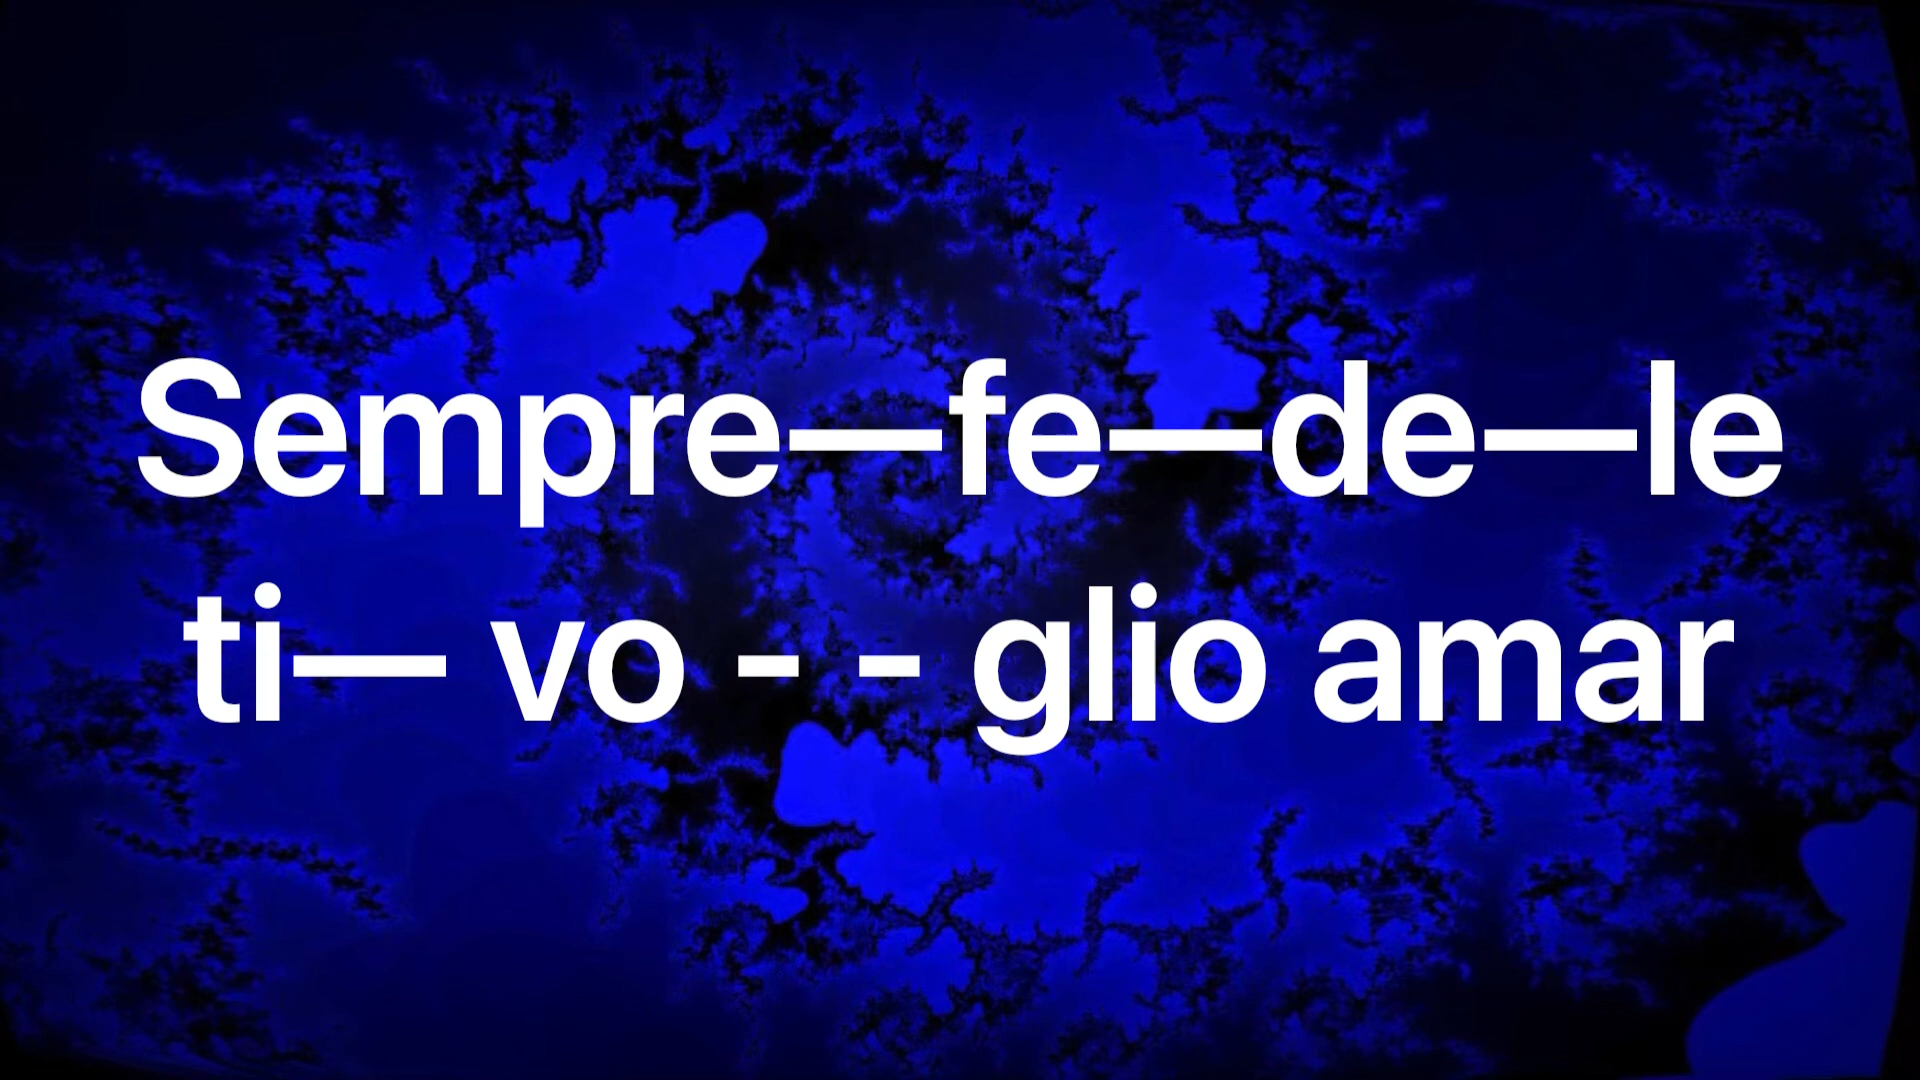 Sempre—fe—de—le
ti— vo - - glio amar